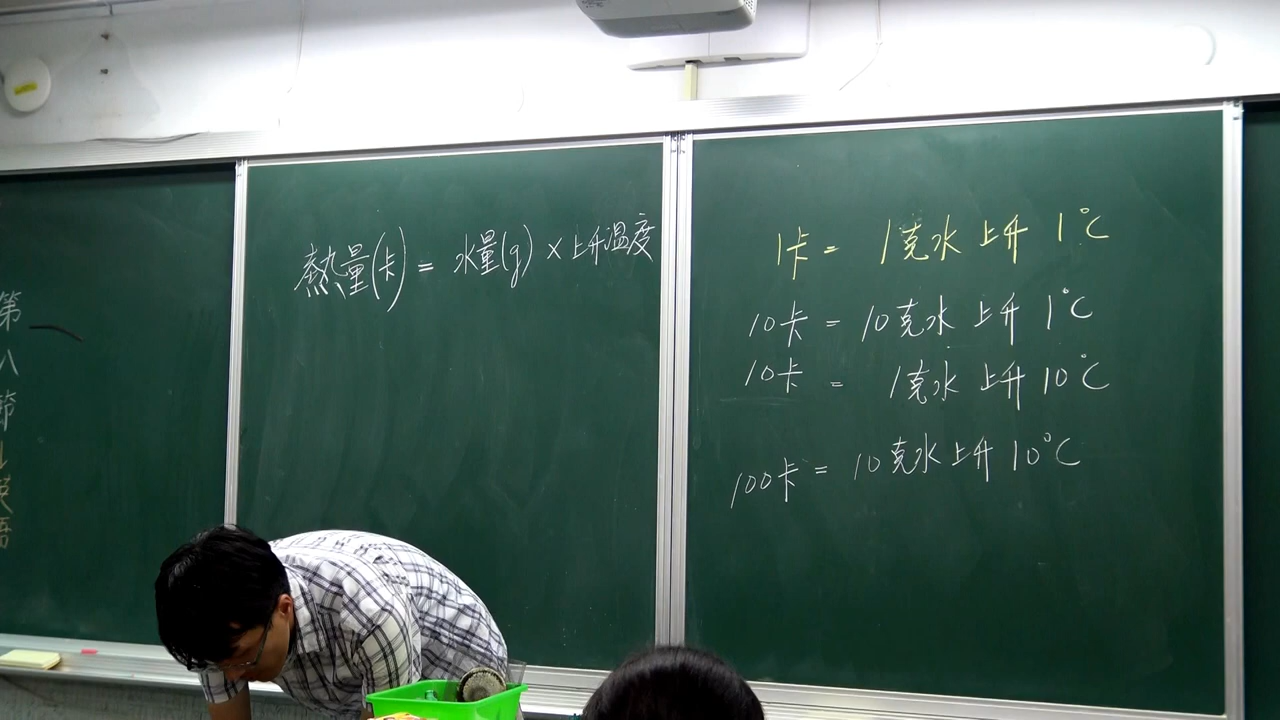 第八節
英語
熱量(卡) = 水量(g) × 上升溫度
1卡 = 1克水 上升 1°C
10卡 = 10克水 上升 1°C
10卡 = 1克水 上升 10°C
100卡 = 10克水上升 10°C